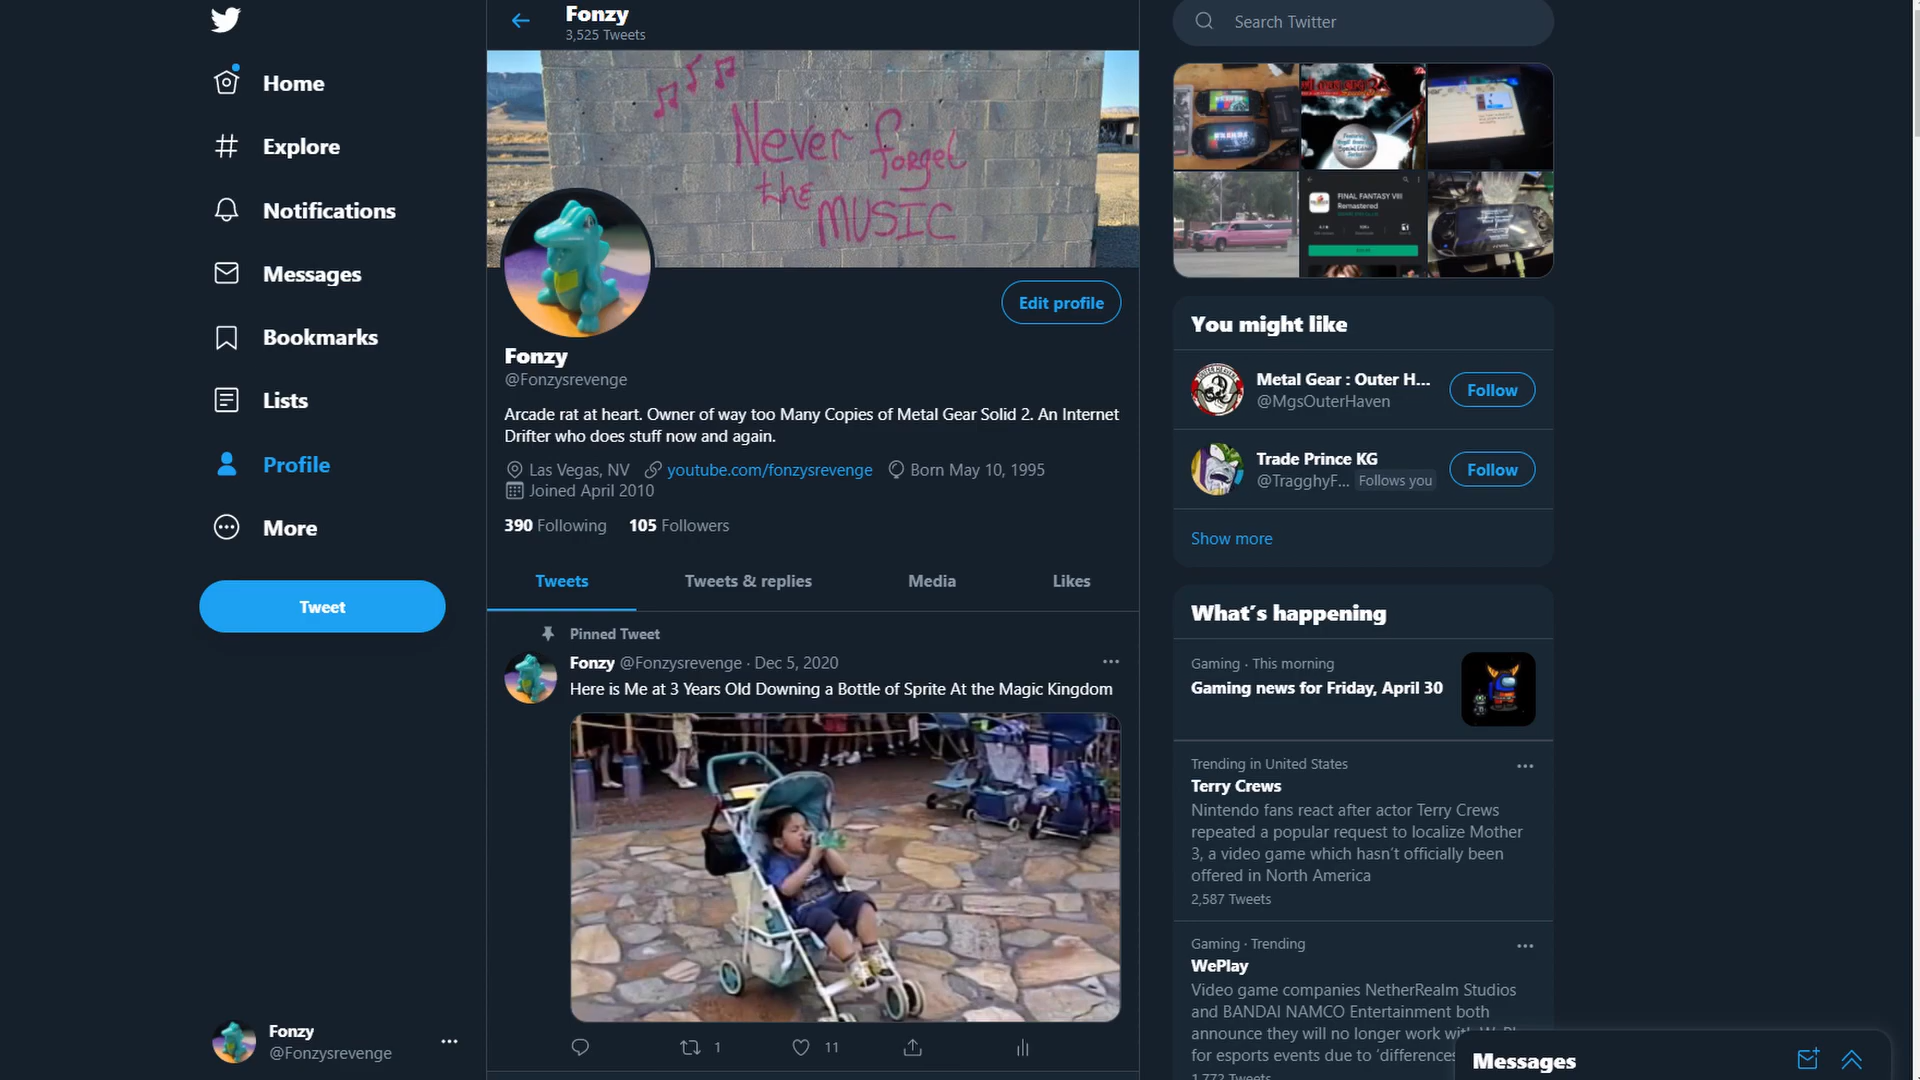 Home
Explore
Notifications
Messages
Bookmarks
Lists
Profile
More
Tweet
Fonzy
@Fonzysrevenge
Fonzy
3,525 Tweets
Never forget
the
MUSIC
Edit profile
Fonzy
@Fonzysrevenge
Arcade rat at heart. Owner of way too Many Copies of Metal Gear Solid 2. An Internet
Drifter who does stuff now and again.
Las Vegas, NV youtube.com/fonzysrevenge Born May 10, 1995
Joined April 2010
390 Following 105 Followers
Tweets Tweets & replies Media Likes
Pinned Tweet
Fonzy @Fonzysrevenge · Dec 5, 2020
Here is Me at 3 Years Old Downing a Bottle of Sprite At the Magic Kingdom
1 11
Search Twitter
FINAL FANTASY VIII
Remastered
You might like
Metal Gear : Outer H...
@MgsOuterHaven
Follow
Trade Prince KG
@TragghyF... Follows you
Follow
Show more
What's happening
Gaming · This morning
Gaming news for Friday, April 30
Trending in United States
Terry Crews
Nintendo fans react after actor Terry Crews
repeated a popular request to localize Mother
3, a video game which hasn't officially been
offered in North America
2,587 Tweets
Gaming · Trending
WePlay
Video game companies NetherRealm Studios
and BANDAI NAMCO Entertainment both
announce they will no longer work
for esports events due to 'differences
1,772 Tweets
Messages